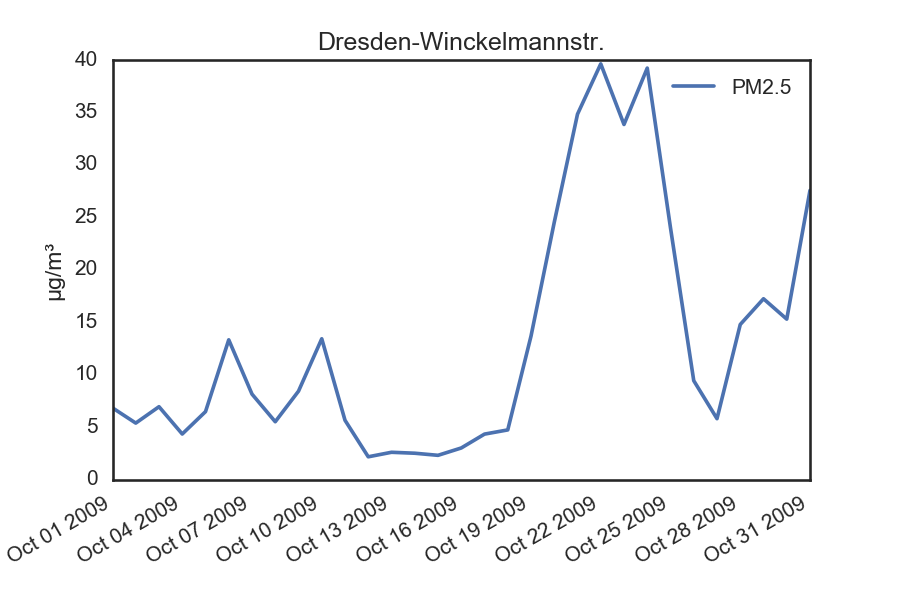 Dresden-Winckelmannstr.
40
35
30
25
20
15
10
5
0
µg/m³
PM2.5
Oct 01 2009
Oct 04 2009
Oct 07 2009
Oct 10 2009
Oct 13 2009
Oct 16 2009
Oct 19 2009
Oct 22 2009
Oct 25 2009
Oct 28 2009
Oct 31 2009